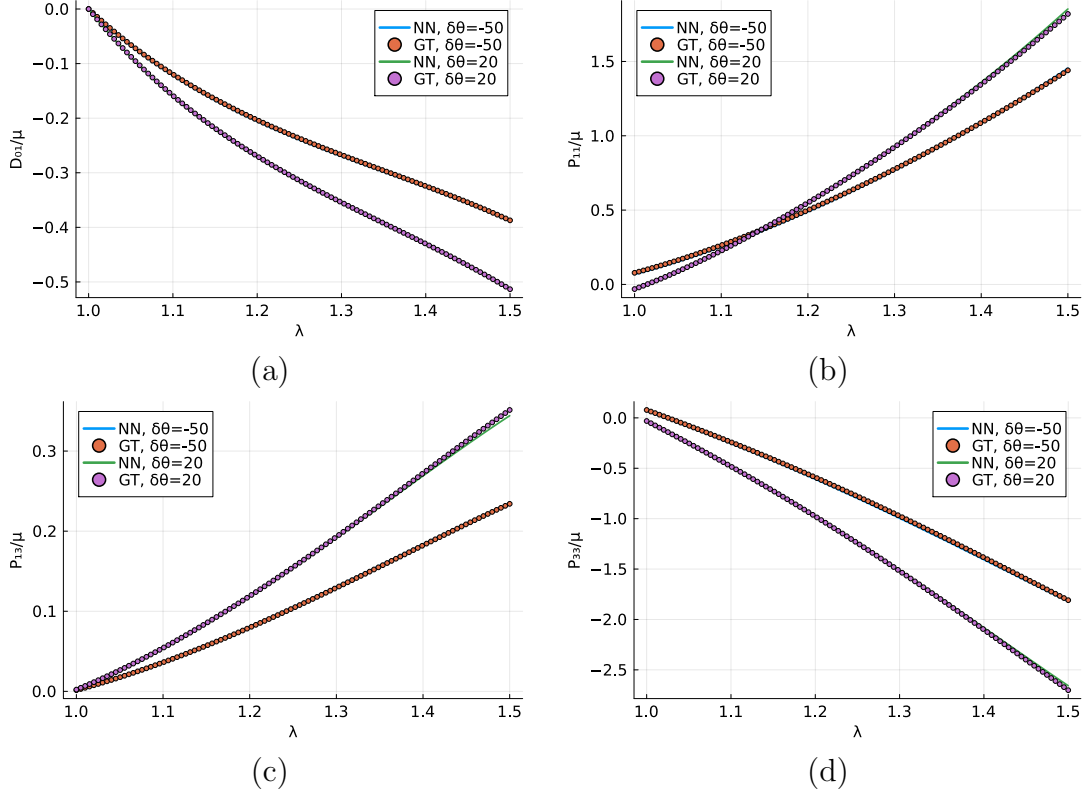 0.0
−0.1
−0.2
−0.3
−0.4
−0.5
D₀₁/μ
1.0 1.1 1.2 1.3 1.4 1.5
λ
NN, δθ=-50
GT, δθ=-50
NN, δθ=20
GT, δθ=20
(a)
1.5
1.0
0.5
0.0
P₁₁/μ
1.0 1.1 1.2 1.3 1.4 1.5
λ
NN, δθ=-50
GT, δθ=-50
NN, δθ=20
GT, δθ=20
(b)
0.3
0.2
0.1
0.0
P₁₃/μ
1.0 1.1 1.2 1.3 1.4 1.5
λ
NN, δθ=-50
GT, δθ=-50
NN, δθ=20
GT, δθ=20
(c)
0.0
−0.5
−1.0
−1.5
−2.0
−2.5
P₃₃/μ
1.0 1.1 1.2 1.3 1.4 1.5
λ
NN, δθ=-50
GT, δθ=-50
NN, δθ=20
GT, δθ=20
(d)